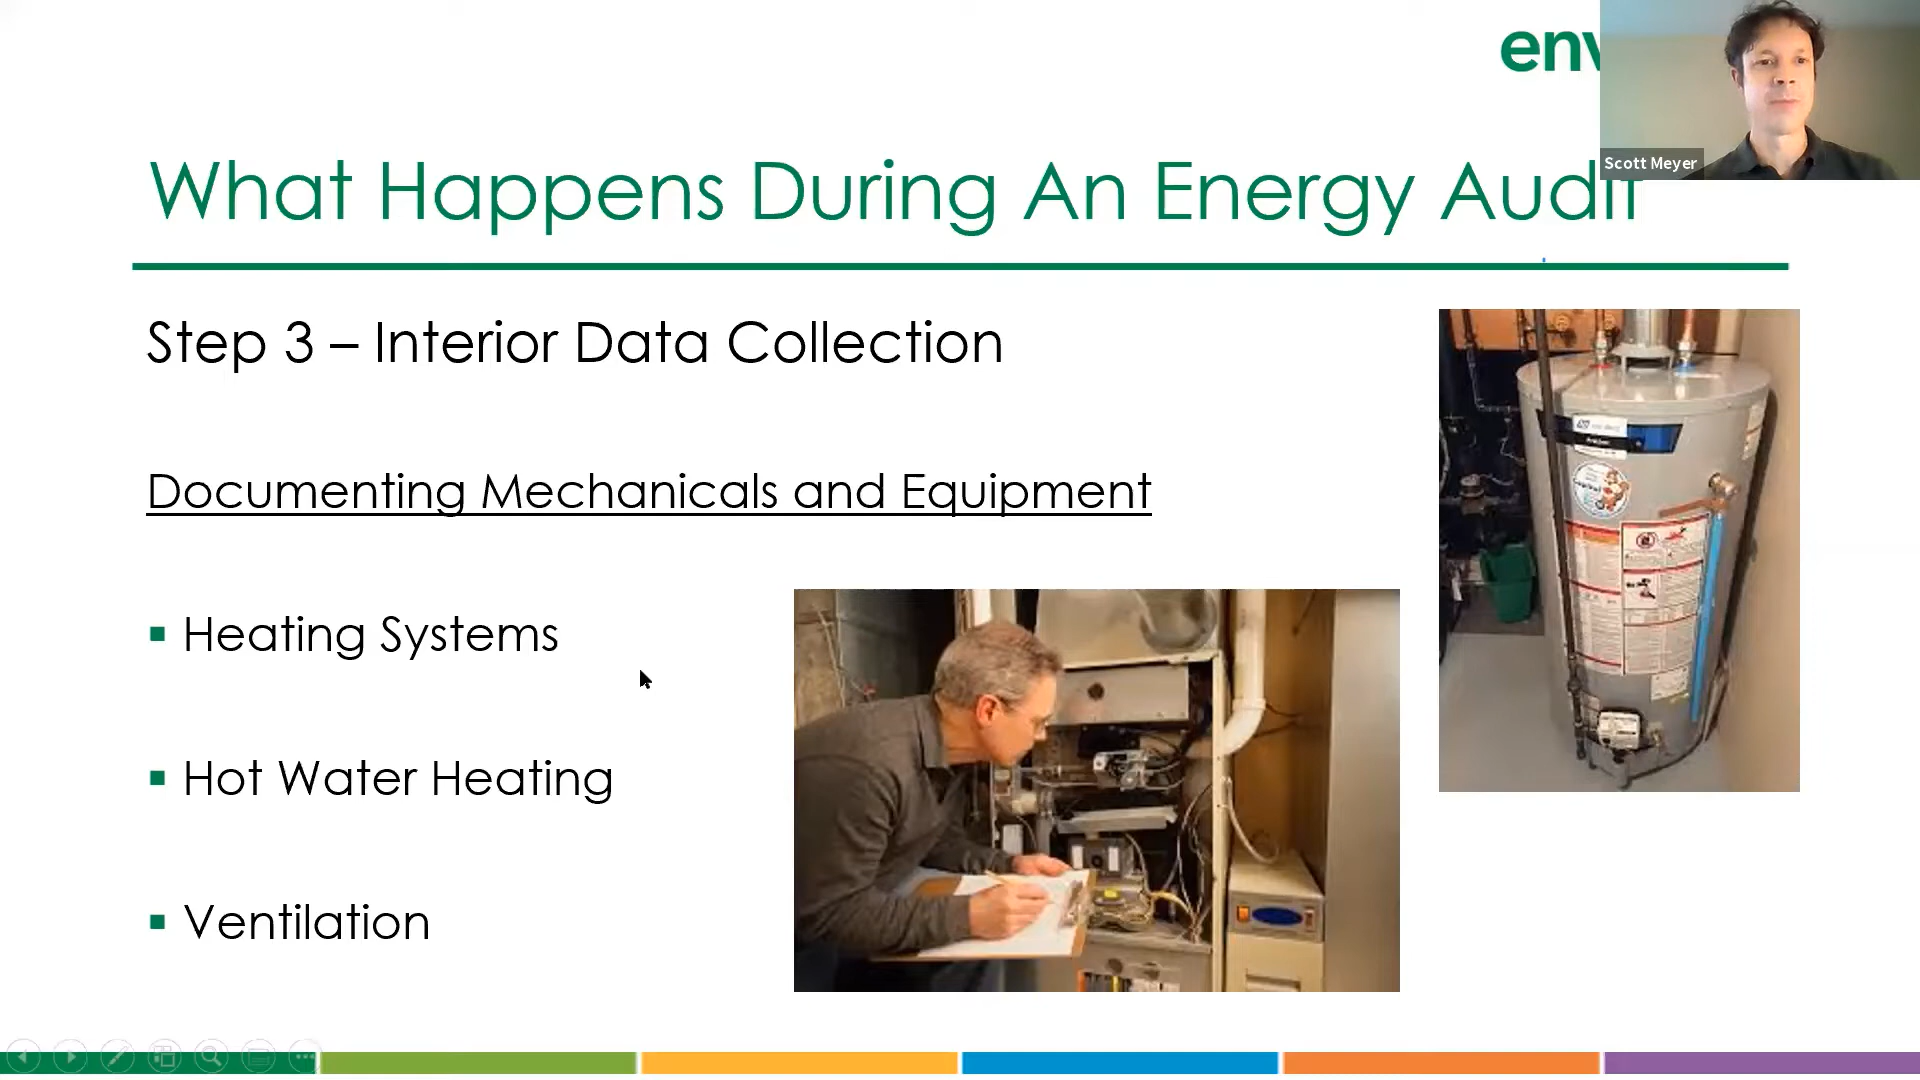 env
Scott Meyer
What Happens During An Energy Audit
Step 3 – Interior Data Collection
Documenting Mechanicals and Equipment
Heating Systems
Hot Water Heating
Ventilation